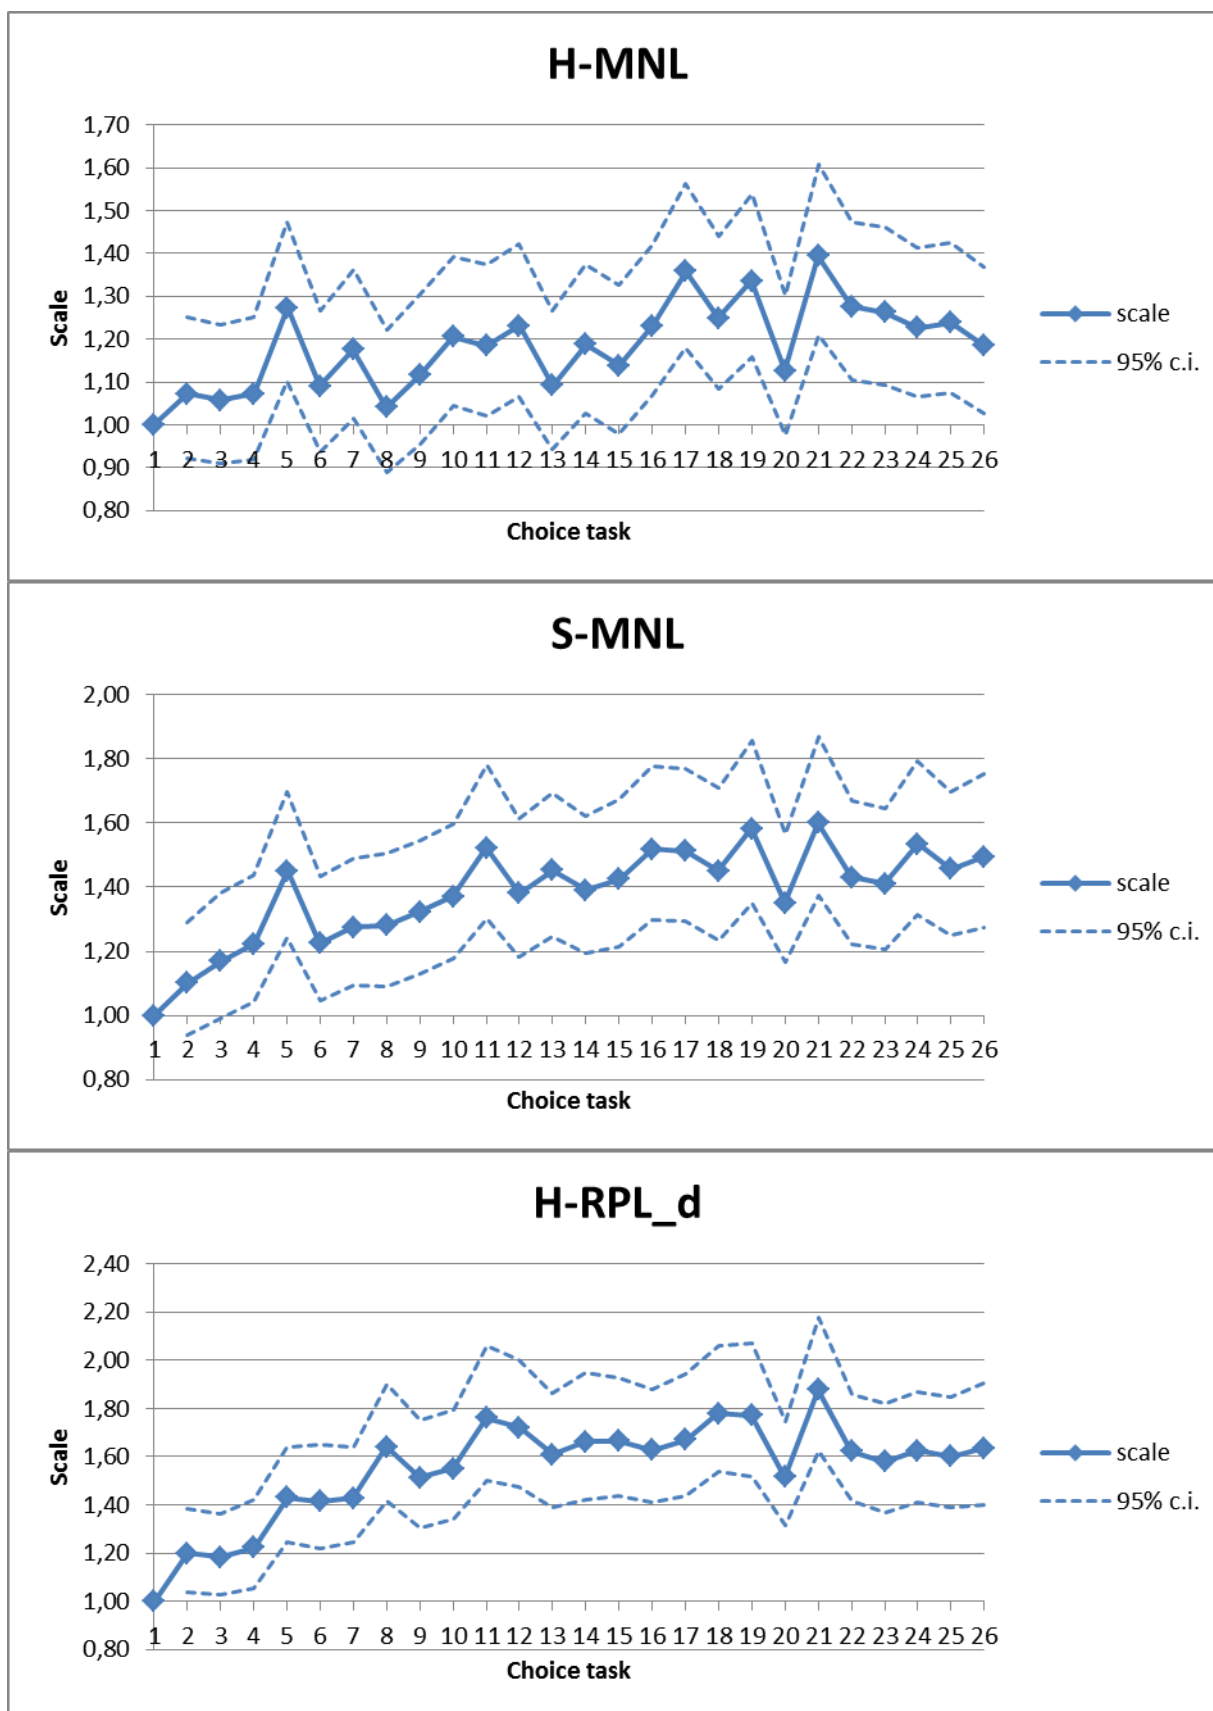 H-MNL
1,70
1,60
1,50
1,40
1,30
1,20
1,10
1,00
0,90
0,80
Scale
1 2 3 4 5 6 7 8 9 10 11 12 13 14 15 16 17 18 19 20 21 22 23 24 25 26
Choice task
scale
95% c.i.
S-MNL
2,00
1,80
1,60
1,40
1,20
1,00
0,80
Scale
1 2 3 4 5 6 7 8 9 10 11 12 13 14 15 16 17 18 19 20 21 22 23 24 25 26
Choice task
scale
95% c.i.
H-RPL_d
2,40
2,20
2,00
1,80
1,60
1,40
1,20
1,00
0,80
Scale
1 2 3 4 5 6 7 8 9 10 11 12 13 14 15 16 17 18 19 20 21 22 23 24 25 26
Choice task
scale
95% c.i.